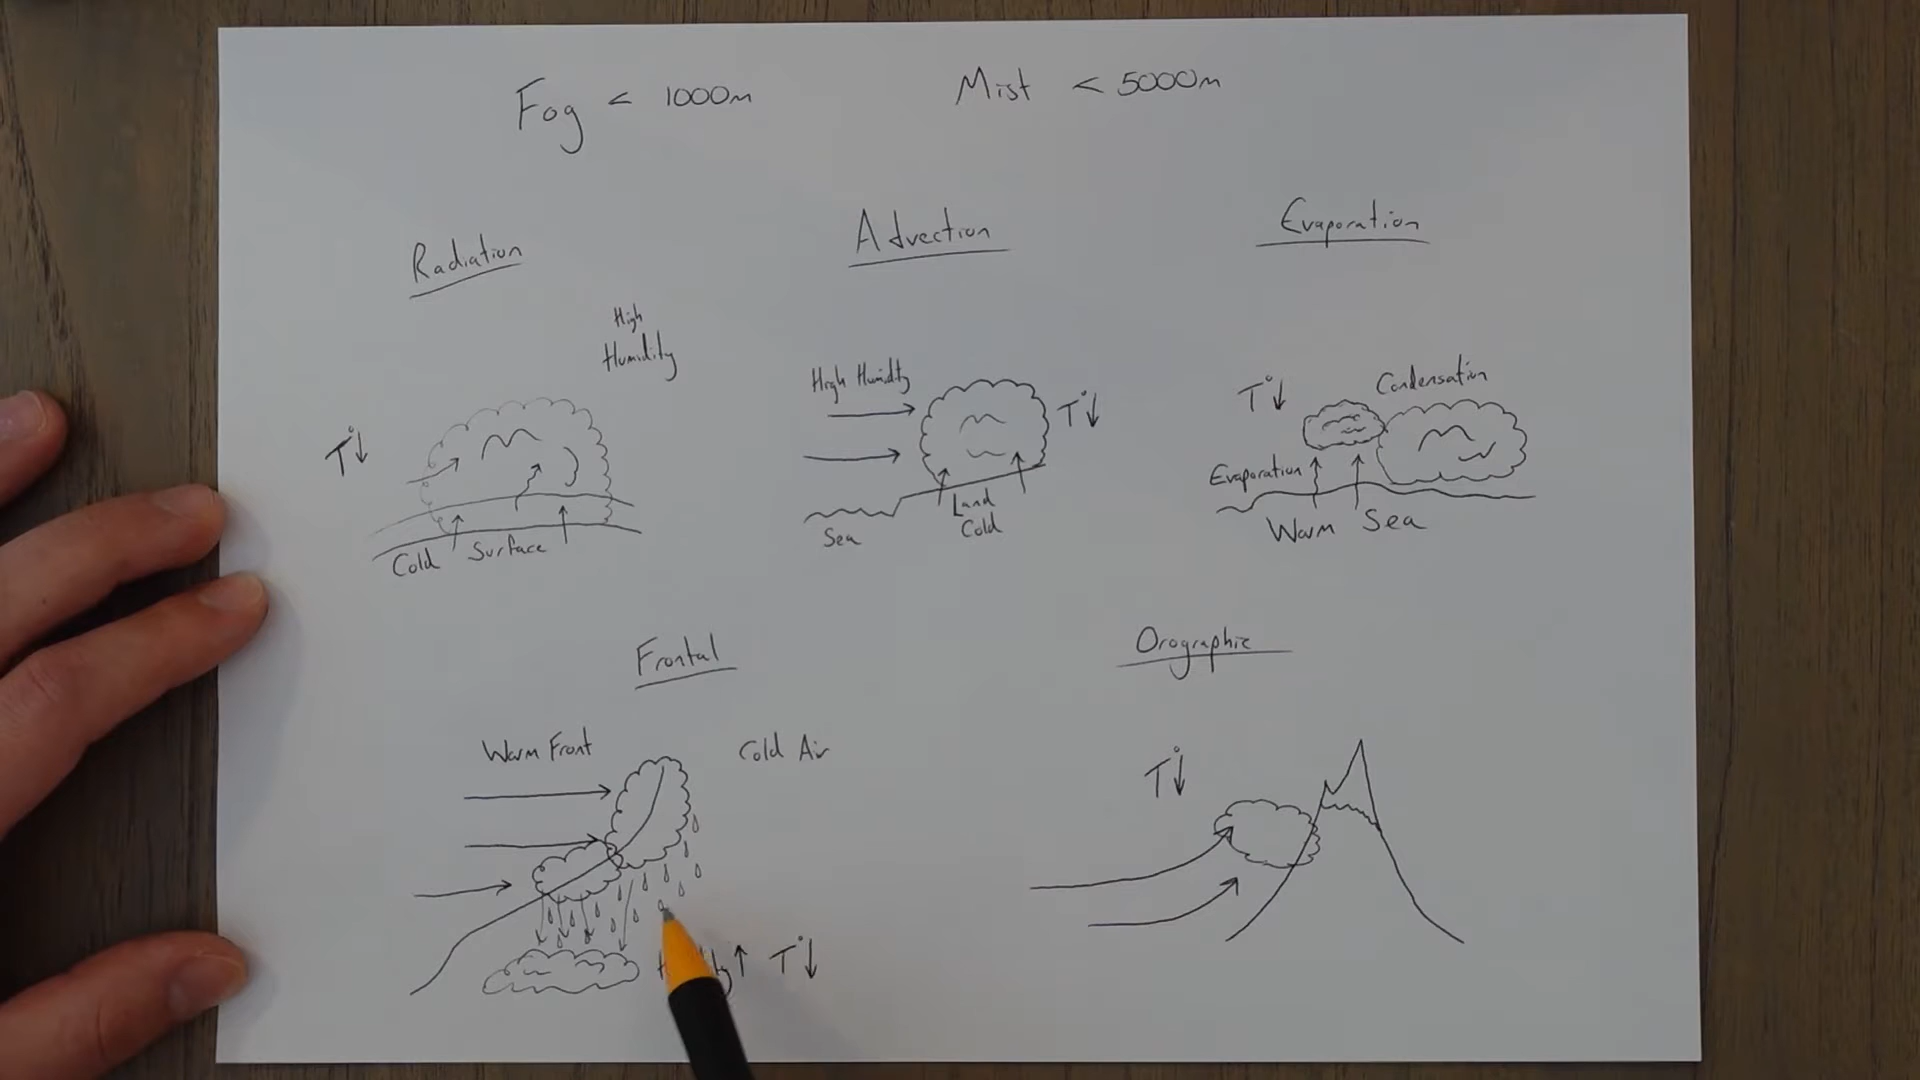 Fog < 1000m
Mist < 5000m
Radiation
High
Humidity
T°↓
Cold Surface
Advection
High Humidity
T°↓
Sea
Land
Cold
Evaporation
T°↓
Condensation
Evaporation
Warm Sea
Frontal
Warm Front
Cold Air
↑ T°↓
Orographic
T°↓